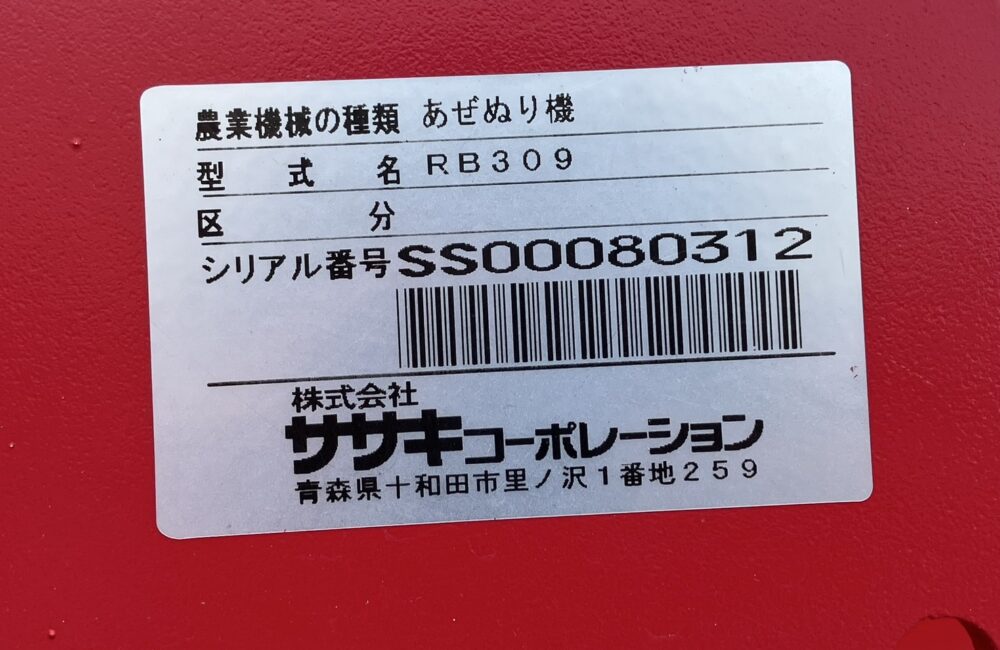 農業機械の種類 あぜぬり機
型式名 RB309
区分
シリアル番号 SS00080312
株式会社
ササキコーポレーション
青森県十和田市里ノ沢1番地259